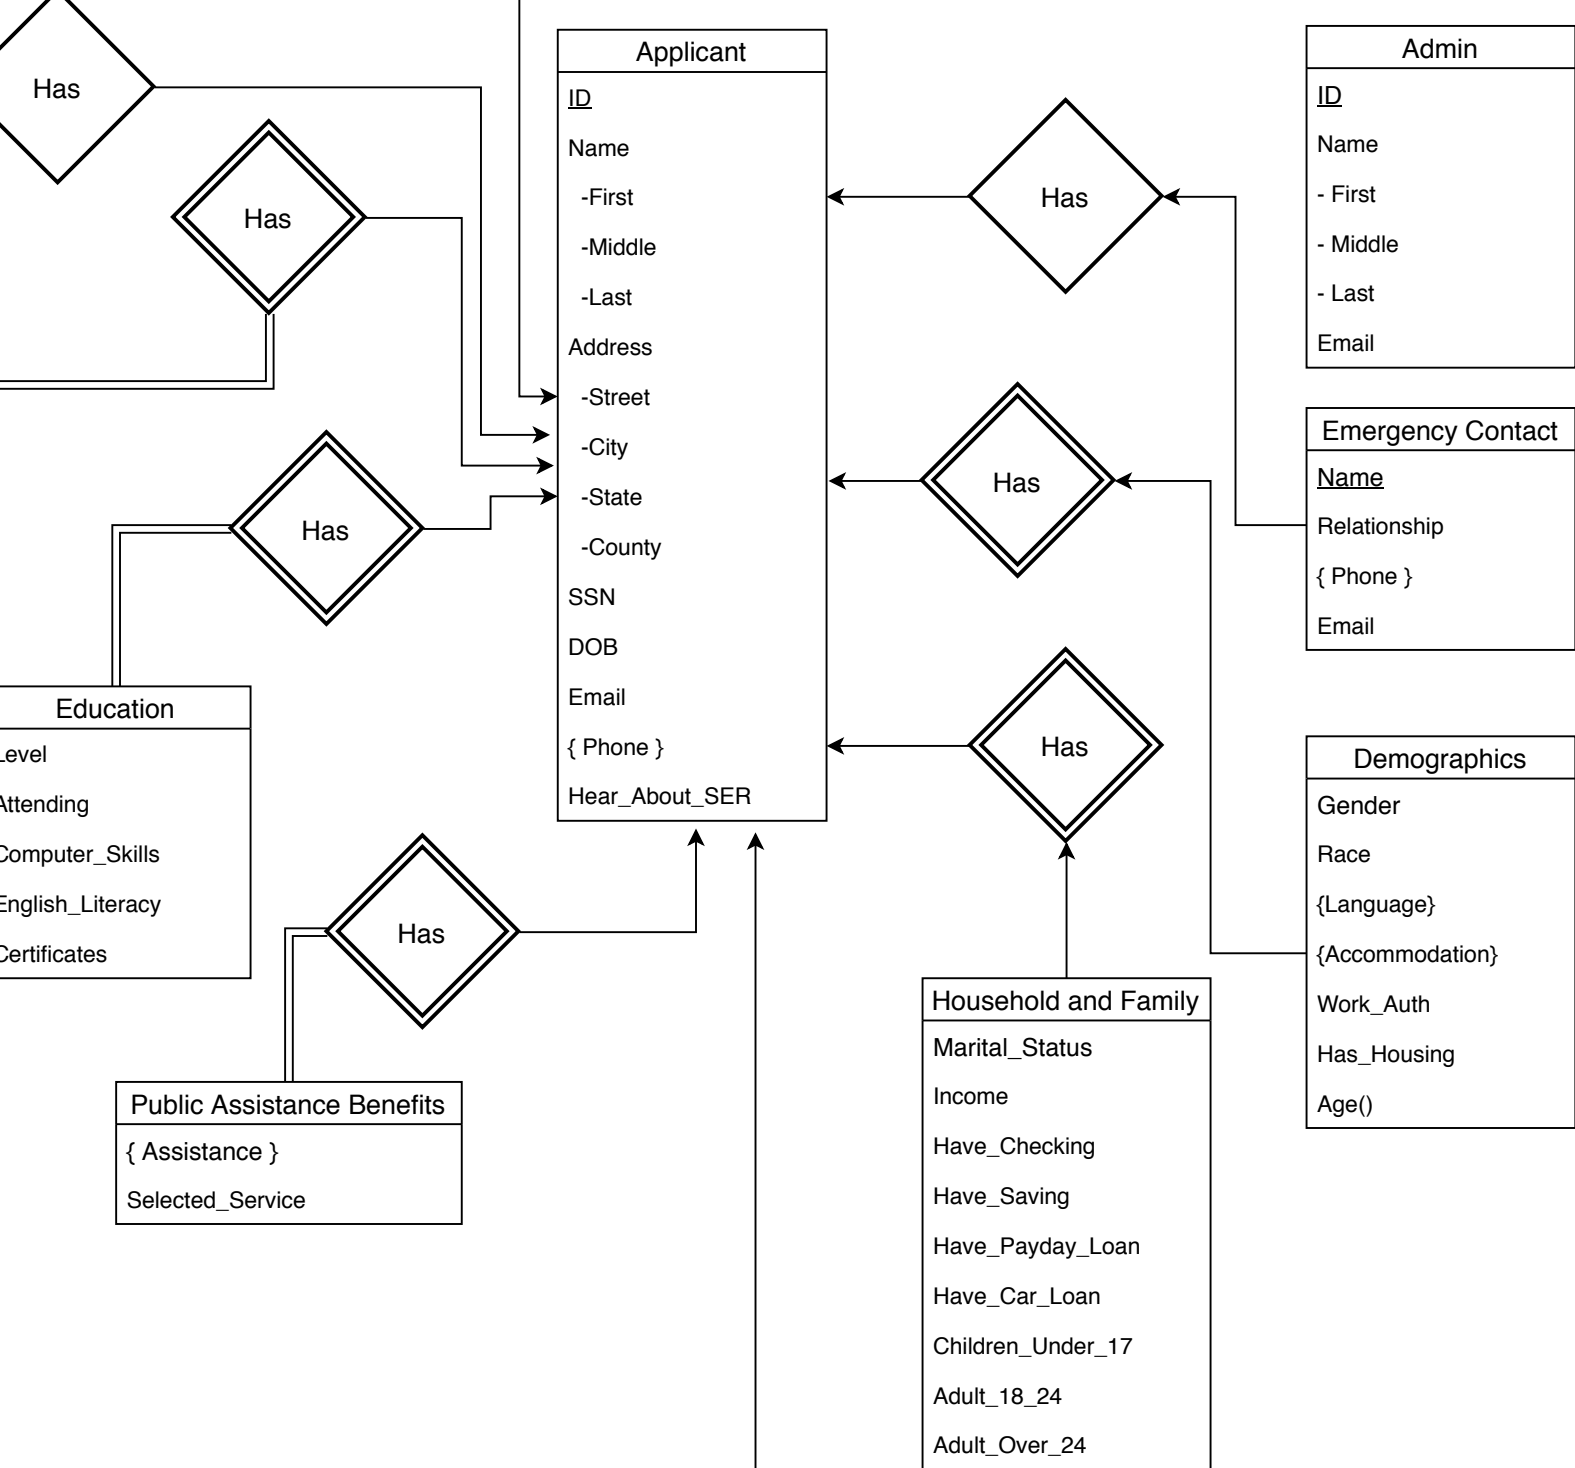 Has
Has
Has
Has
Applicant
ID
Name
-First
-Middle
-Last
Address
-Street
-City
-State
-County
SSN
DOB
Email
{ Phone }
Hear_About_SER
Has
Has
Has
Admin
ID
Name
- First
- Middle
- Last
Email
Emergency Contact
Name
Relationship
{ Phone }
Email
Demographics
Gender
Race
{Language}
{Accommodation}
Work_Auth
Has_Housing
Age()
Education
Level
Attending
Computer_Skills
English_Literacy
Certificates
Public Assistance Benefits
{ Assistance }
Selected_Service
Household and Family
Marital_Status
Income
Have_Checking
Have_Saving
Have_Payday_Loan
Have_Car_Loan
Children_Under_17
Adult_18_24
Adult_Over_24